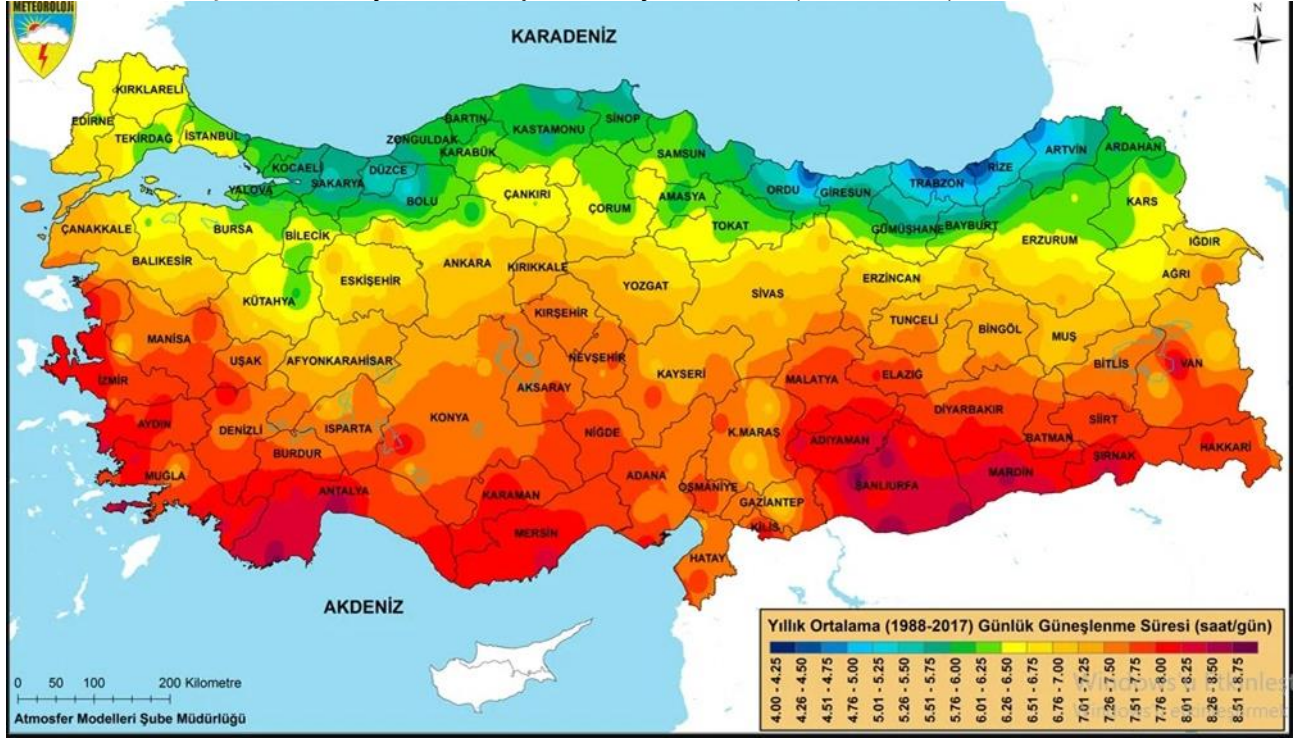 METEOROLOJİ
N
KARADENİZ
KIRKLARELİ
EDİRNE
TEKİRDAĞ
İSTANBUL
BARTIN
ZONGULDAK
KASTAMONU
SİNOP
KARABÜK
KOCAELİ
SAKARYA
DÜZCE
YALOVA
BOLU
ÇANKIRI
ÇORUM
SAMSUN
AMASYA
TOKAT
ORDU
GİRESUN
TRABZON
RİZE
ARTVİN
ARDAHAN
GÜMÜŞHANE
BAYBURT
KARS
IĞDIR
ERZURUM
AĞRI
ÇANAKKALE
BURSA
BİLECİK
BALIKESİR
ESKİŞEHİR
ANKARA
KIRIKKALE
KÜTAHYA
YOZGAT
SİVAS
ERZİNCAN
TUNCELİ
BİNGÖL
MUŞ
KIRŞEHİR
MANİSA
UŞAK
AFYONKARAHİSAR
NEVŞEHİR
AKSARAY
KAYSERİ
MALATYA
ELAZIĞ
BİTLİS
VAN
İZMİR
AYDIN
DENİZLİ
ISPARTA
KONYA
NİĞDE
K.MARAŞ
ADIYAMAN
DİYARBAKIR
BATMAN
SİİRT
ŞIRNAK
HAKKARİ
BURDUR
MUĞLA
ANTALYA
KARAMAN
MERSİN
ADANA
OSMANİYE
GAZİANTEP
KİLİS
ŞANLIURFA
MARDİN
HATAY
AKDENİZ
Yıllık Ortalama (1988-2017) Günlük Güneşlenme Süresi (saat/gün)
4.00 - 4.25
4.26 - 4.50
4.51 - 4.75
4.76 - 5.00
5.01 - 5.25
5.26 - 5.50
5.51 - 5.75
5.76 - 6.00
6.01 - 6.25
6.26 - 6.50
6.51 - 6.75
6.76 - 7.00
7.01 - 7.25
7.26 - 7.50
8.01 - 8.25
8.26 - 8.50
8.51 - 8.75
0 50 100 200 Kilometre
Atmosfer Modelleri Şube Müdürlüğü